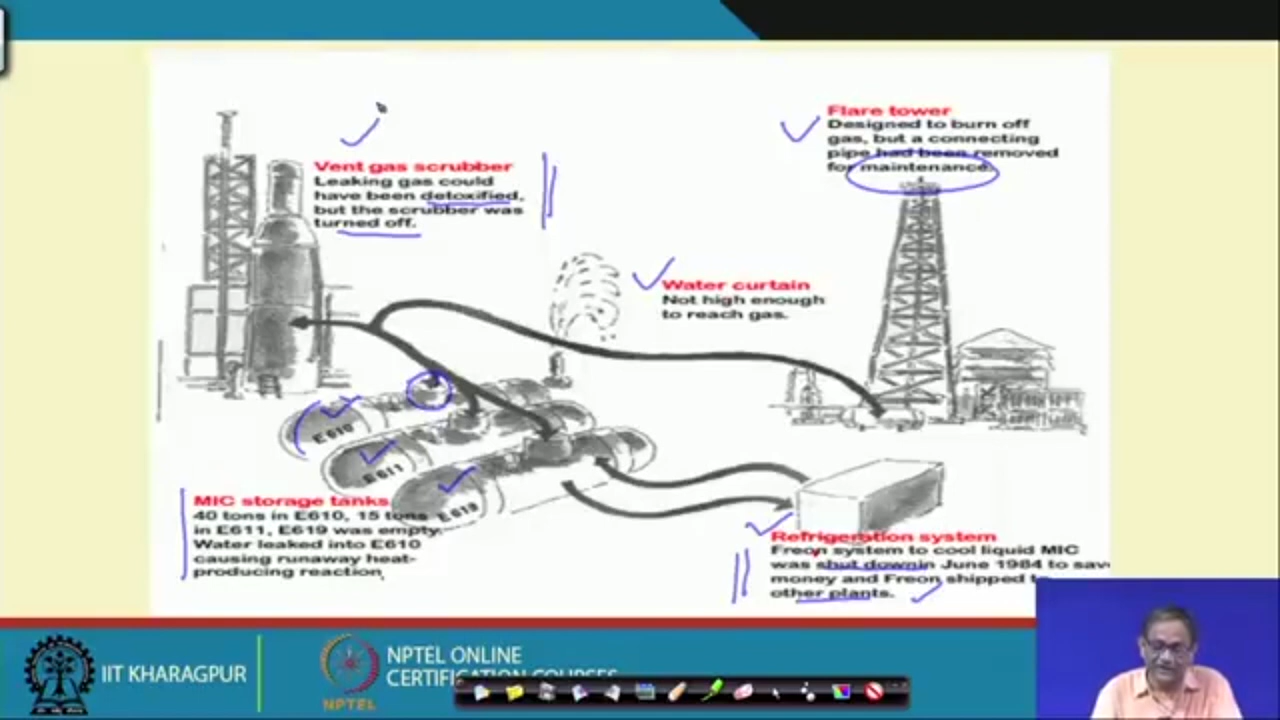 Flare tower
Designed to burn off
gas, but a connecting
pipe had been removed
for maintenance.
Vent gas scrubber
Leaking gas could
have been detoxified,
but the scrubber was
turned off.
Water curtain
Not high enough
to reach gas.
E610
E611
E619
MIC storage tanks
40 tons in E610, 15 tons
in E611, E619 was empty.
Water leaked into E610
causing runaway heat-
producing reaction
Refrigeration system
Freon system to cool liquid MIC
was shut downin June 1984 to save
money and Freon shipped to
other plants.
IIT KHARAGPUR
NPTEL
NPTEL ONLINE
CERTIFICATION COURSES